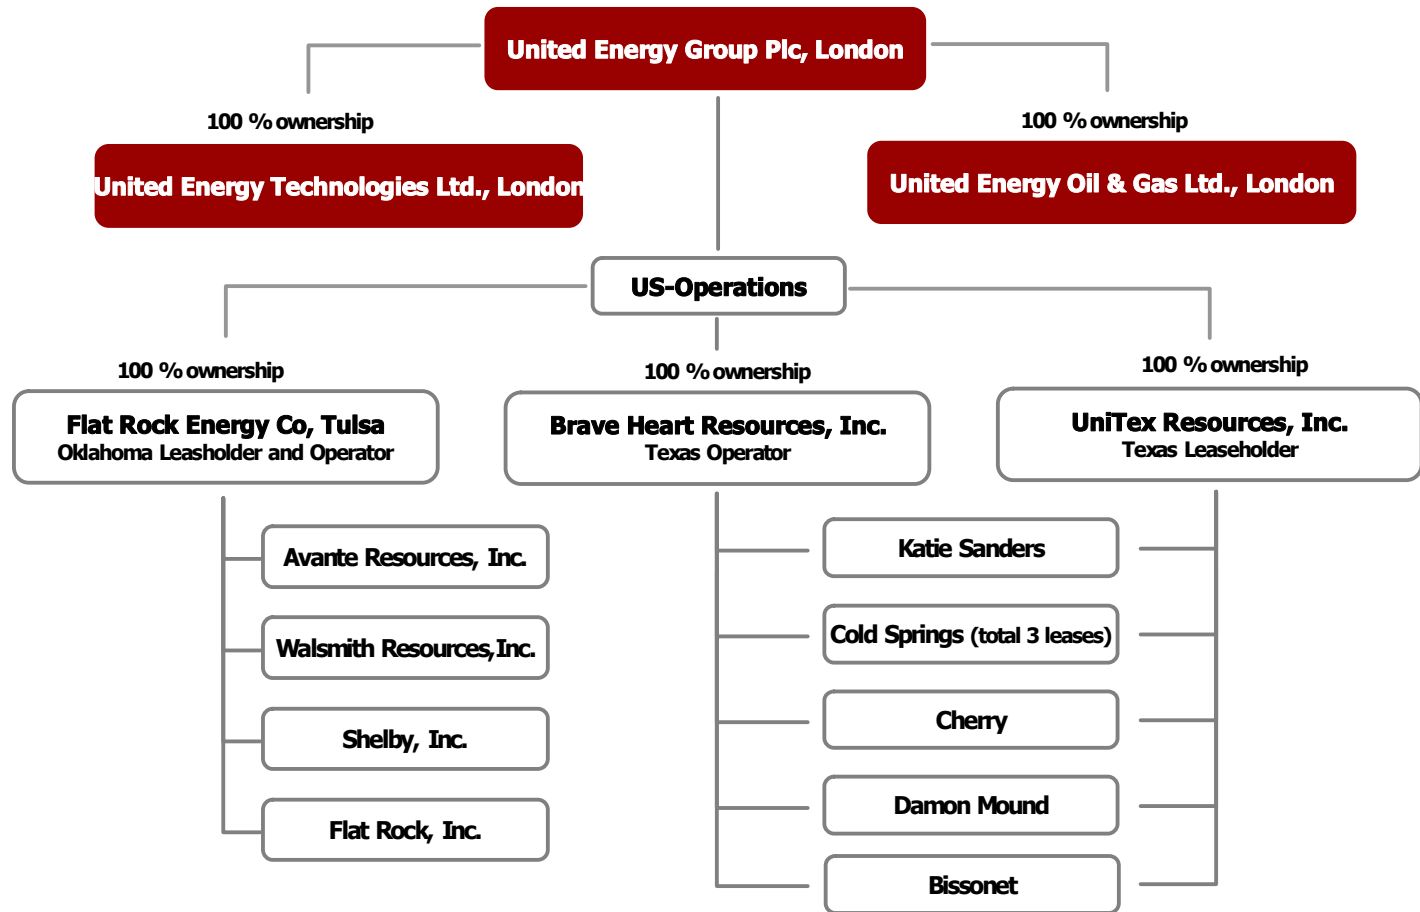 United Energy Group Plc, London
100 % ownership
100 % ownership
United Energy Technologies Ltd., London
United Energy Oil & Gas Ltd., London
US-Operations
100 % ownership
100 % ownership
100 % ownership
Flat Rock Energy Co, Tulsa
Oklahoma Leasholder and Operator
Brave Heart Resources, Inc.
Texas Operator
UniTex Resources, Inc.
Texas Leaseholder
Avante Resources, Inc.
Walsmith Resources,Inc.
Shelby, Inc.
Flat Rock, Inc.
Katie Sanders
Cold Springs (total 3 leases)
Cherry
Damon Mound
Bissonet